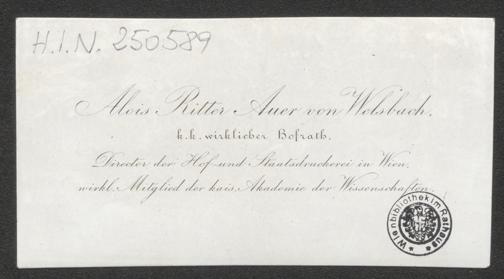 H.I.N. 250589
Alois Ritter Auer von Welsbach,
k. k. wirklicher Hofrath,
Director der Hof- und Staatsdruckerei in Wien,
wirkl. Mitglied der kais. Akademie der Wissenschaften.
* Wienbibliothek im Rathaus *